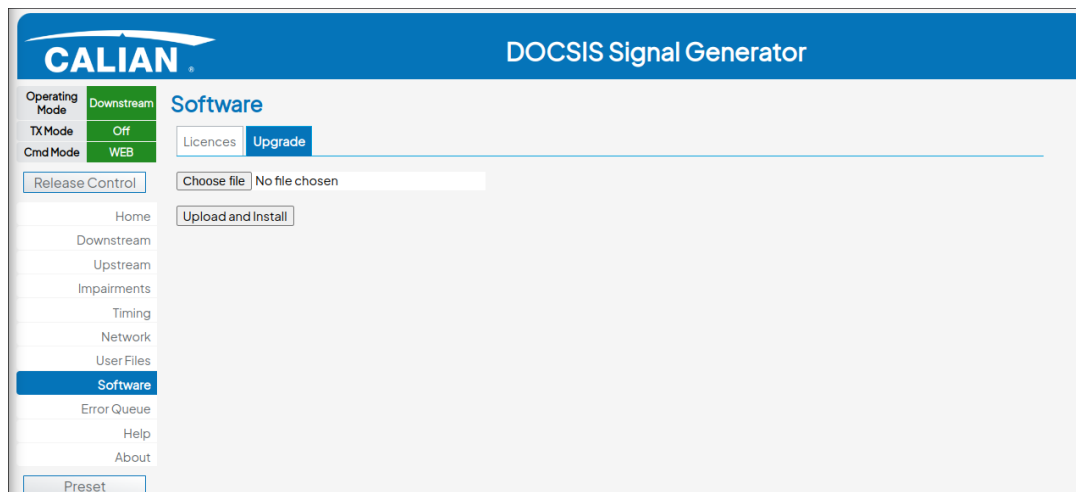 CALIAN ®
DOCSIS Signal Generator
Operating Mode Downstream
TX Mode Off
Cmd Mode WEB
Release Control
Home
Downstream
Upstream
Impairments
Timing
Network
User Files
Software
Error Queue
Help
About
Preset
Software
Licences Upgrade
Choose file No file chosen
Upload and Install